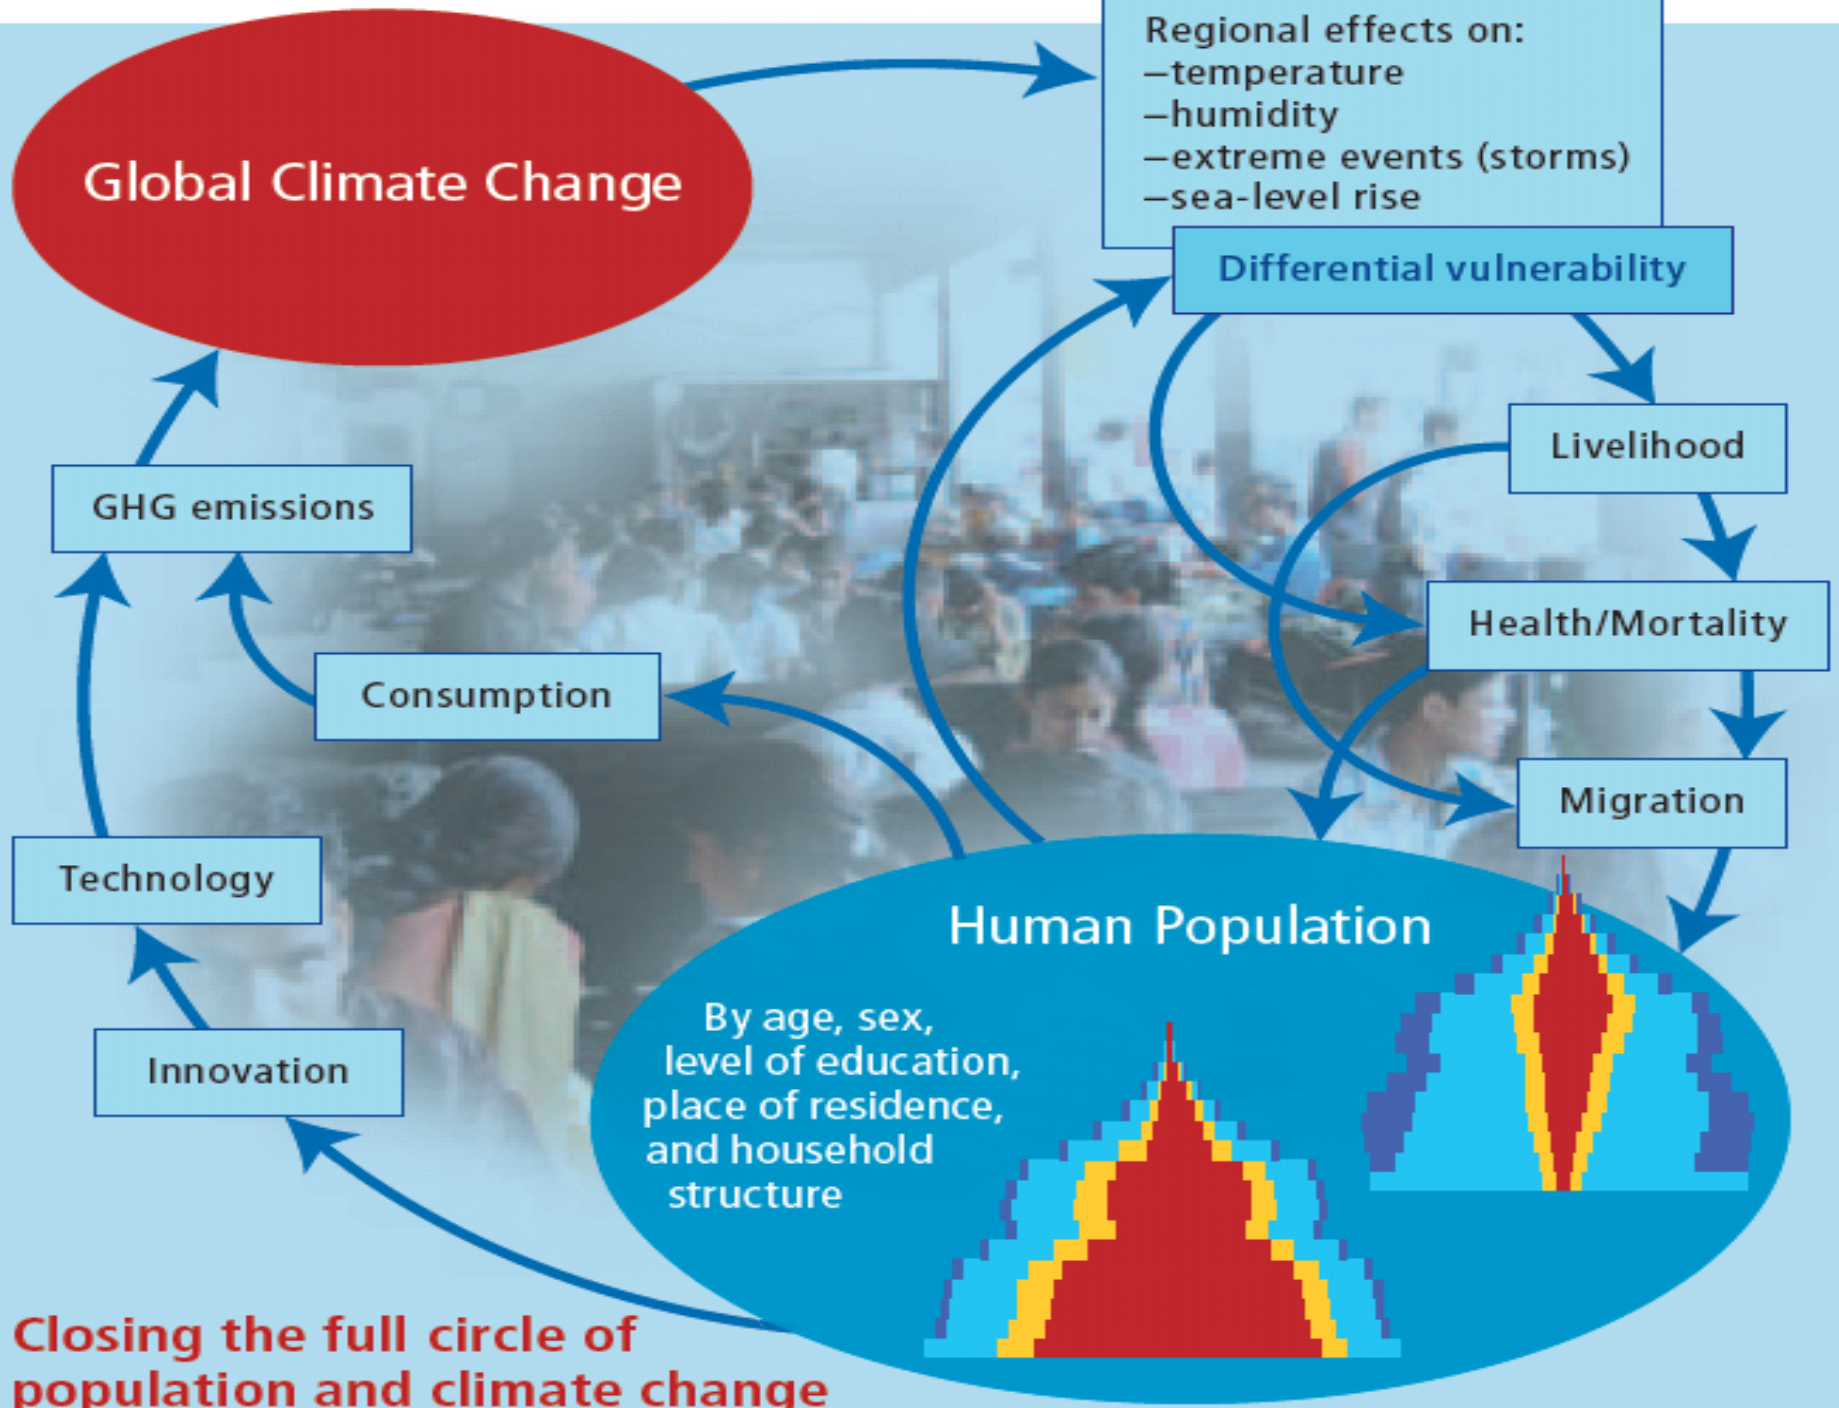 Global Climate Change
Regional effects on:
–temperature
–humidity
–extreme events (storms)
–sea-level rise
Differential vulnerability
Livelihood
GHG emissions
Health/Mortality
Consumption
Migration
Technology
Human Population
By age, sex,
level of education,
place of residence,
and household
structure
Innovation
Closing the full circle of
population and climate change